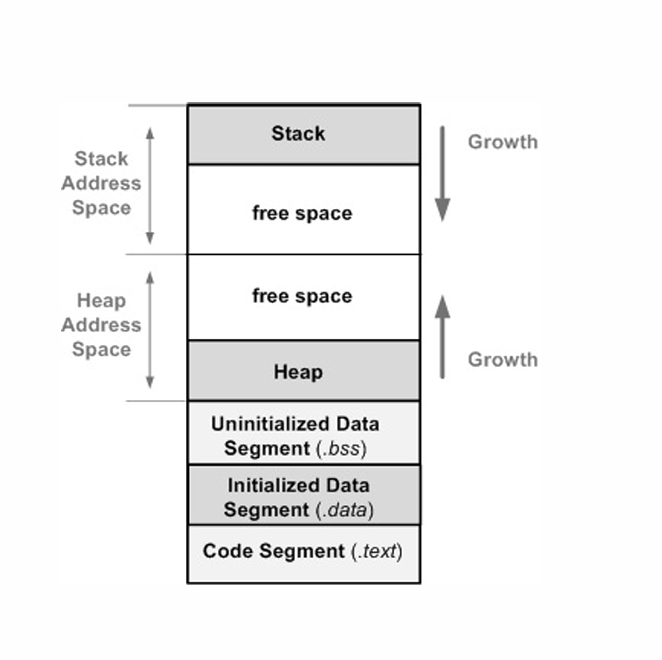 Stack
Growth
Stack
Address
Space
free space
free space
Heap
Address
Space
Growth
Heap
Uninitialized Data
Segment (.bss)
Initialized Data
Segment (.data)
Code Segment (.text)